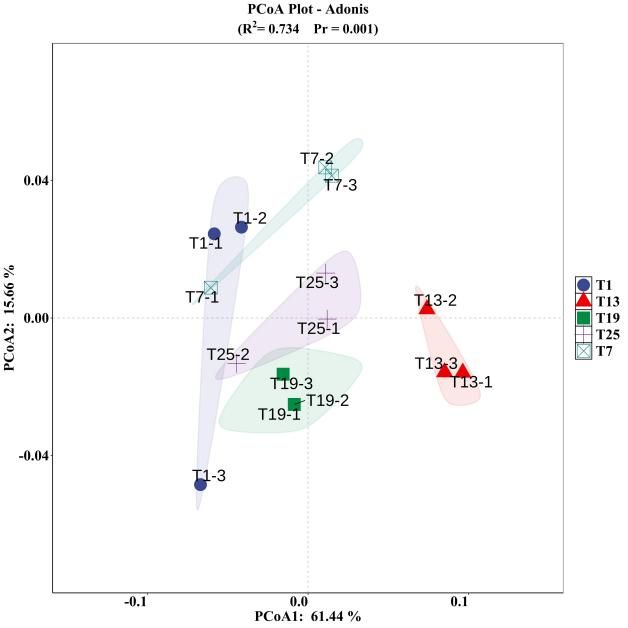 PCoA Plot - Adonis
(R²= 0.734 Pr = 0.001)
T7-2
T7-3
0.04
T1-2
T1-1
T25-3
T7-1
T13-2
0.00
T25-1
T25-2
T13-3
T19-3
T13-1
T19-2
T19-1
-0.04
T1-3
PCoA2: 15.66 %
T1
T13
T19
T25
T7
-0.1
0.0
0.1
PCoA1: 61.44 %